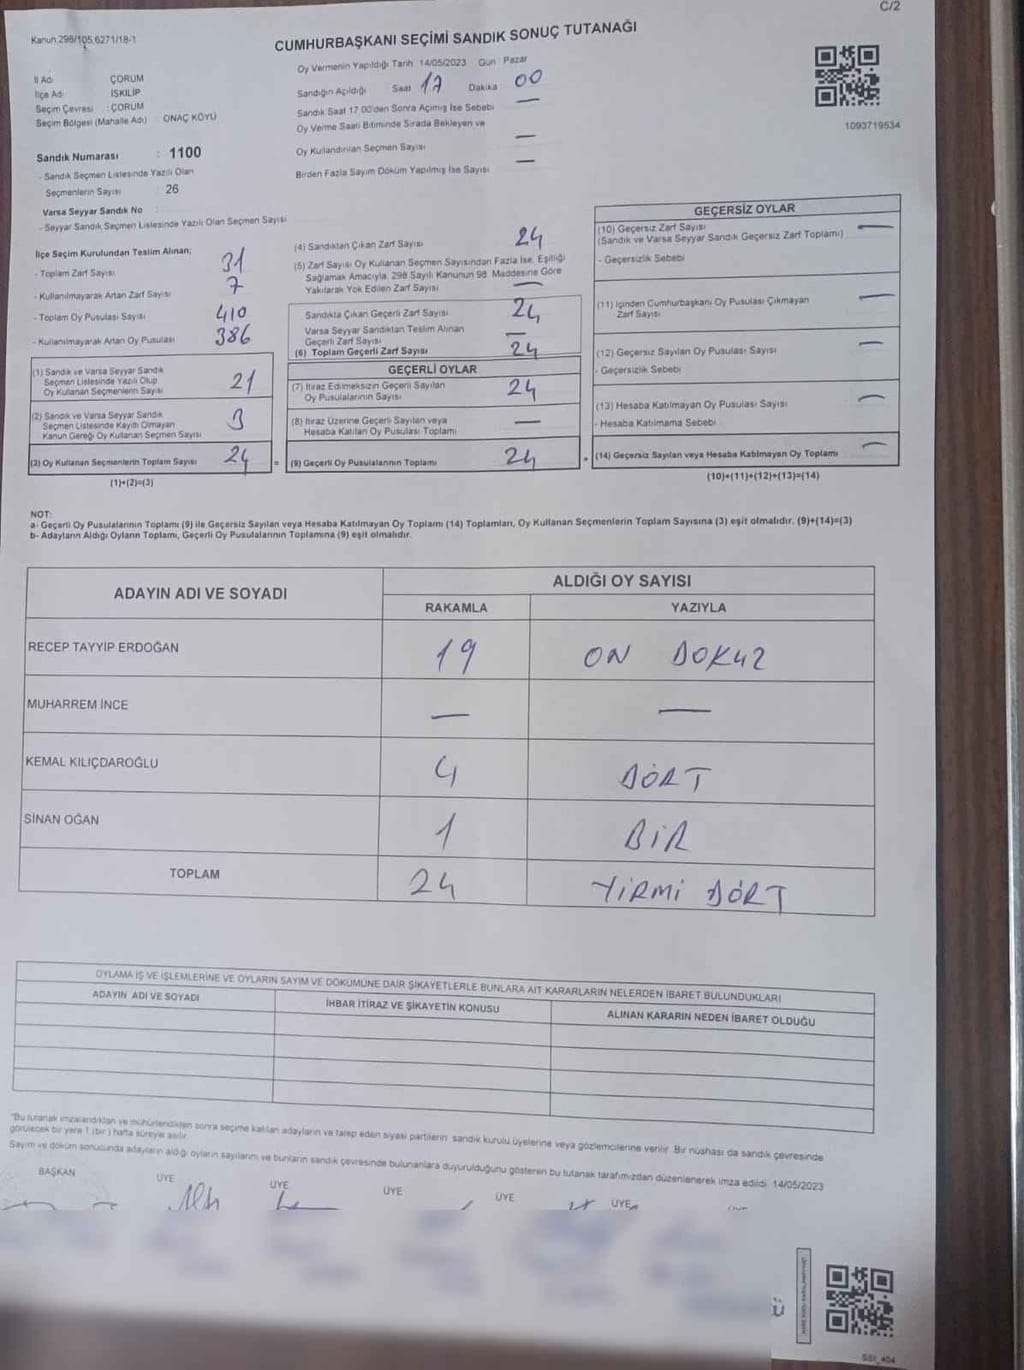 C/2
Kanun 298/105,6271/18-1
CUMHURBAŞKANI SEÇİMİ SANDIK SONUÇ TUTANAĞI
İl Adı ÇORUM
İlçe Adı İSKİLİP
Seçim Çevresi : ÇORUM
Seçim Bölgesi (Mahalle Adı) ONAÇ KÖYÜ
Sandık Numarası : 1100
- Sandık Seçmen Listesinde Yazılı Olan
Seçmenlerin Sayısı 26
Varsa Seyyar Sandık No
- Seyyar Sandık Seçmen Listesinde Yazılı Olan Seçmen Sayısı
Oy Vermenin Yapıldığı Tarih 14/05/2023 Gün Pazar
Sandığın Açıldığı Saat 17 Dakika 00
Sandık Saat 17.00'den Sonra Açılmış İse Sebebi —
Oy Verme Saati Bitiminde Sırada Bekleyen ve
Oy Kullandırılan Seçmen Sayısı —
Birden Fazla Sayım Döküm Yapılmış İse Sayısı —
1093719534
İlçe Seçim Kurulundan Teslim Alınan;
- Toplam Zarf Sayısı 31
- Kullanılmayarak Artan Zarf Sayısı 7
- Toplam Oy Pusulası Sayısı 410
- Kullanılmayarak Artan Oy Pusulası 386
(1) Sandık ve Varsa Seyyar Sandık
Seçmen Listesinde Yazılı Olup
Oy Kullanan Seçmenlerin Sayısı 21
(2) Sandık ve Varsa Seyyar Sandık
Seçmen Listesinde Kayıtlı Olmayan
Kanun Gereği Oy Kullanan Seçmen Sayısı 3
(3) Oy Kullanan Seçmenlerin Toplam Sayısı 24
(1)+(2)=(3)
(4) Sandıktan Çıkan Zarf Sayısı 24
(5) Zarf Sayısı Oy Kullanan Seçmen Sayısından Fazla İse, Eşitliği
Sağlamak Amacıyla, 298 Sayılı Kanunun 98. Maddesine Göre
Yakılarak Yok Edilen Zarf Sayısı —
Sandıkta Çıkan Geçerli Zarf Sayısı 24
Varsa Seyyar Sandıktan Teslim Alınan
Geçerli Zarf Sayısı —
(6) Toplam Geçerli Zarf Sayısı 24
GEÇERLİ OYLAR
(7) İtiraz Edilmeksizin Geçerli Sayılan
Oy Pusulalarının Sayısı 24
(8) İtiraz Üzerine Geçerli Sayılan veya
Hesaba Katılan Oy Pusulası Toplamı —
= (9) Geçerli Oy Pusulalarının Toplamı 24
GEÇERSİZ OYLAR
(10) Geçersiz Zarf Sayısı —
(Sandık ve Varsa Seyyar Sandık Geçersiz Zarf Toplamı)
- Geçersizlik Sebebi
(11) İçinden Cumhurbaşkanı Oy Pusulası Çıkmayan —
Zarf Sayısı
(12) Geçersiz Sayılan Oy Pusulası Sayısı —
- Geçersizlik Sebebi
(13) Hesaba Katılmayan Oy Pusulası Sayısı —
- Hesaba Katılmama Sebebi
+ (14) Geçersiz Sayılan veya Hesaba Katılmayan Oy Toplamı —
(10)+(11)+(12)+(13)=(14)
NOT:
a- Geçerli Oy Pusulalarının Toplamı (9) ile Geçersiz Sayılan veya Hesaba Katılmayan Oy Toplamı (14) Toplamları, Oy Kullanan Seçmenlerin Toplam Sayısına (3) eşit olmalıdır. (9)+(14)=(3)
b- Adayların Aldığı Oyların Toplamı, Geçerli Oy Pusulalarının Toplamına (9) eşit olmalıdır.
ADAYIN ADI VE SOYADI ALDIĞI OY SAYISI
RAKAMLA YAZIYLA
RECEP TAYYİP ERDOĞAN 19 ON DOKUZ
MUHARREM İNCE — —
KEMAL KILIÇDAROĞLU 4 DÖRT
SİNAN OĞAN 1 BİR
TOPLAM 24 YİRMİ DÖRT
OYLAMA İŞ VE İŞLEMLERİNE VE OYLARIN SAYIM VE DÖKÜMÜNE DAİR ŞİKAYETLERLE BUNLARA AİT KARARLARIN NELERDEN İBARET BULUNDUKLARI
ADAYIN ADI VE SOYADI İHBAR İTİRAZ VE ŞİKAYETİN KONUSU ALINAN KARARIN NEDEN İBARET OLDUĞU
"Bu tutanak imzalandıktan ve mühürlendikten sonra seçime katılan adayların ve talep eden siyasi partilerin sandık kurulu üyelerine veya gözlemcilerine verilir. Bir nüshası da sandık çevresinde
görülecek bir yere 1 (bir) hafta süreyle asılır.
Sayım ve döküm sonucunda adayların aldığı oyların sayılarını ve bunların sandık çevresinde bulunanlara duyurulduğunu gösteren bu tutanak tarafımızdan düzenlenerek imza edildi. 14/05/2023
BAŞKAN ÜYE ÜYE ÜYE ÜYE ÜYE
Ü